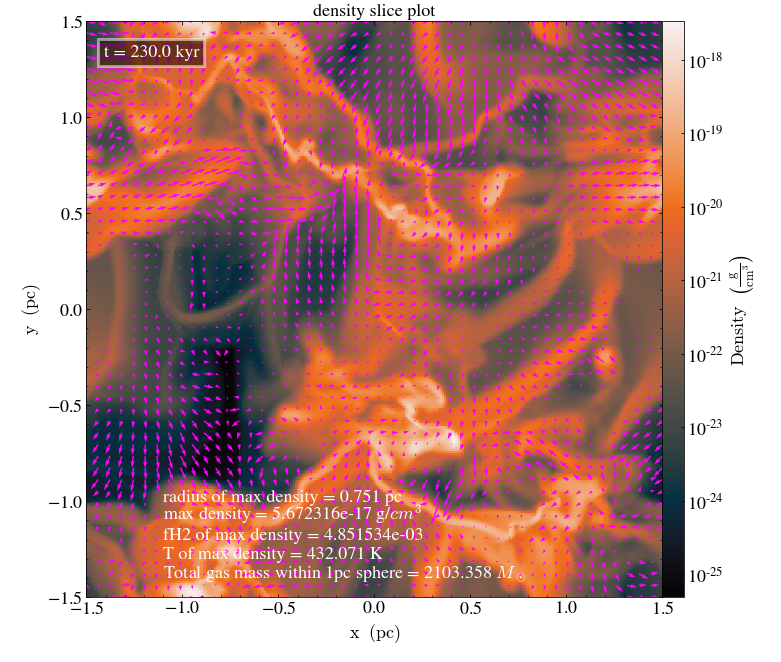 density slice plot
t = 230.0 kyr
radius of max density = 0.751 pc
max density = 5.672316e-17 g/cm³
fH2 of max density = 4.851534e-03
T of max density = 432.071 K
Total gas mass within 1pc sphere = 2103.358 M☉
1.5
1.0
0.5
0.0
−0.5
−1.0
−1.5
y (pc)
−1.5 −1.0 −0.5 0.0 0.5 1.0 1.5
x (pc)
10⁻¹⁸
10⁻¹⁹
10⁻²⁰
10⁻²¹
10⁻²²
10⁻²³
10⁻²⁴
10⁻²⁵
Density (g/cm³)